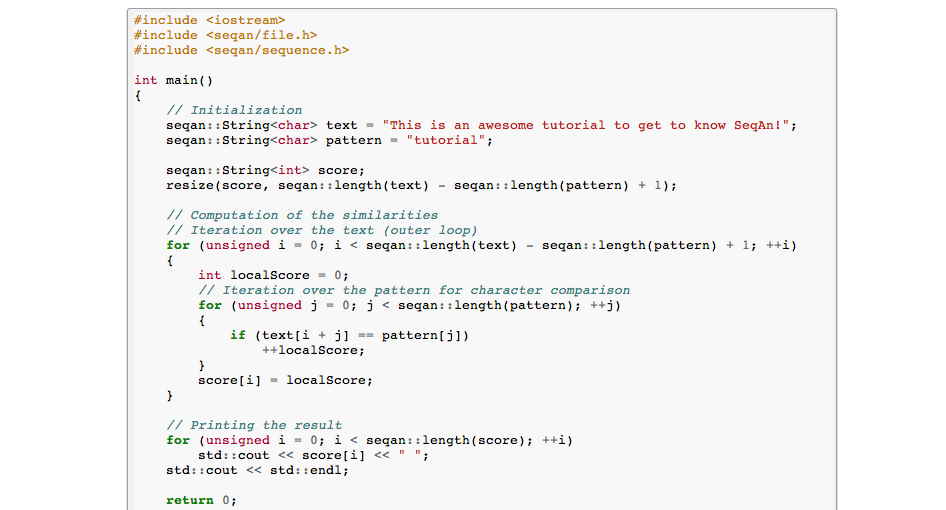 #include <iostream>
#include <seqan/file.h>
#include <seqan/sequence.h>

int main()
{
    // Initialization
    seqan::String<char> text = "This is an awesome tutorial to get to know SeqAn!";
    seqan::String<char> pattern = "tutorial";

    seqan::String<int> score;
    resize(score, seqan::length(text) - seqan::length(pattern) + 1);

    // Computation of the similarities
    // Iteration over the text (outer loop)
    for (unsigned i = 0; i < seqan::length(text) - seqan::length(pattern) + 1; ++i)
    {
        int localScore = 0;
        // Iteration over the pattern for character comparison
        for (unsigned j = 0; j < seqan::length(pattern); ++j)
        {
            if (text[i + j] == pattern[j])
                ++localScore;
        }
        score[i] = localScore;
    }

    // Printing the result
    for (unsigned i = 0; i < seqan::length(score); ++i)
        std::cout << score[i] << " ";
    std::cout << std::endl;

    return 0;